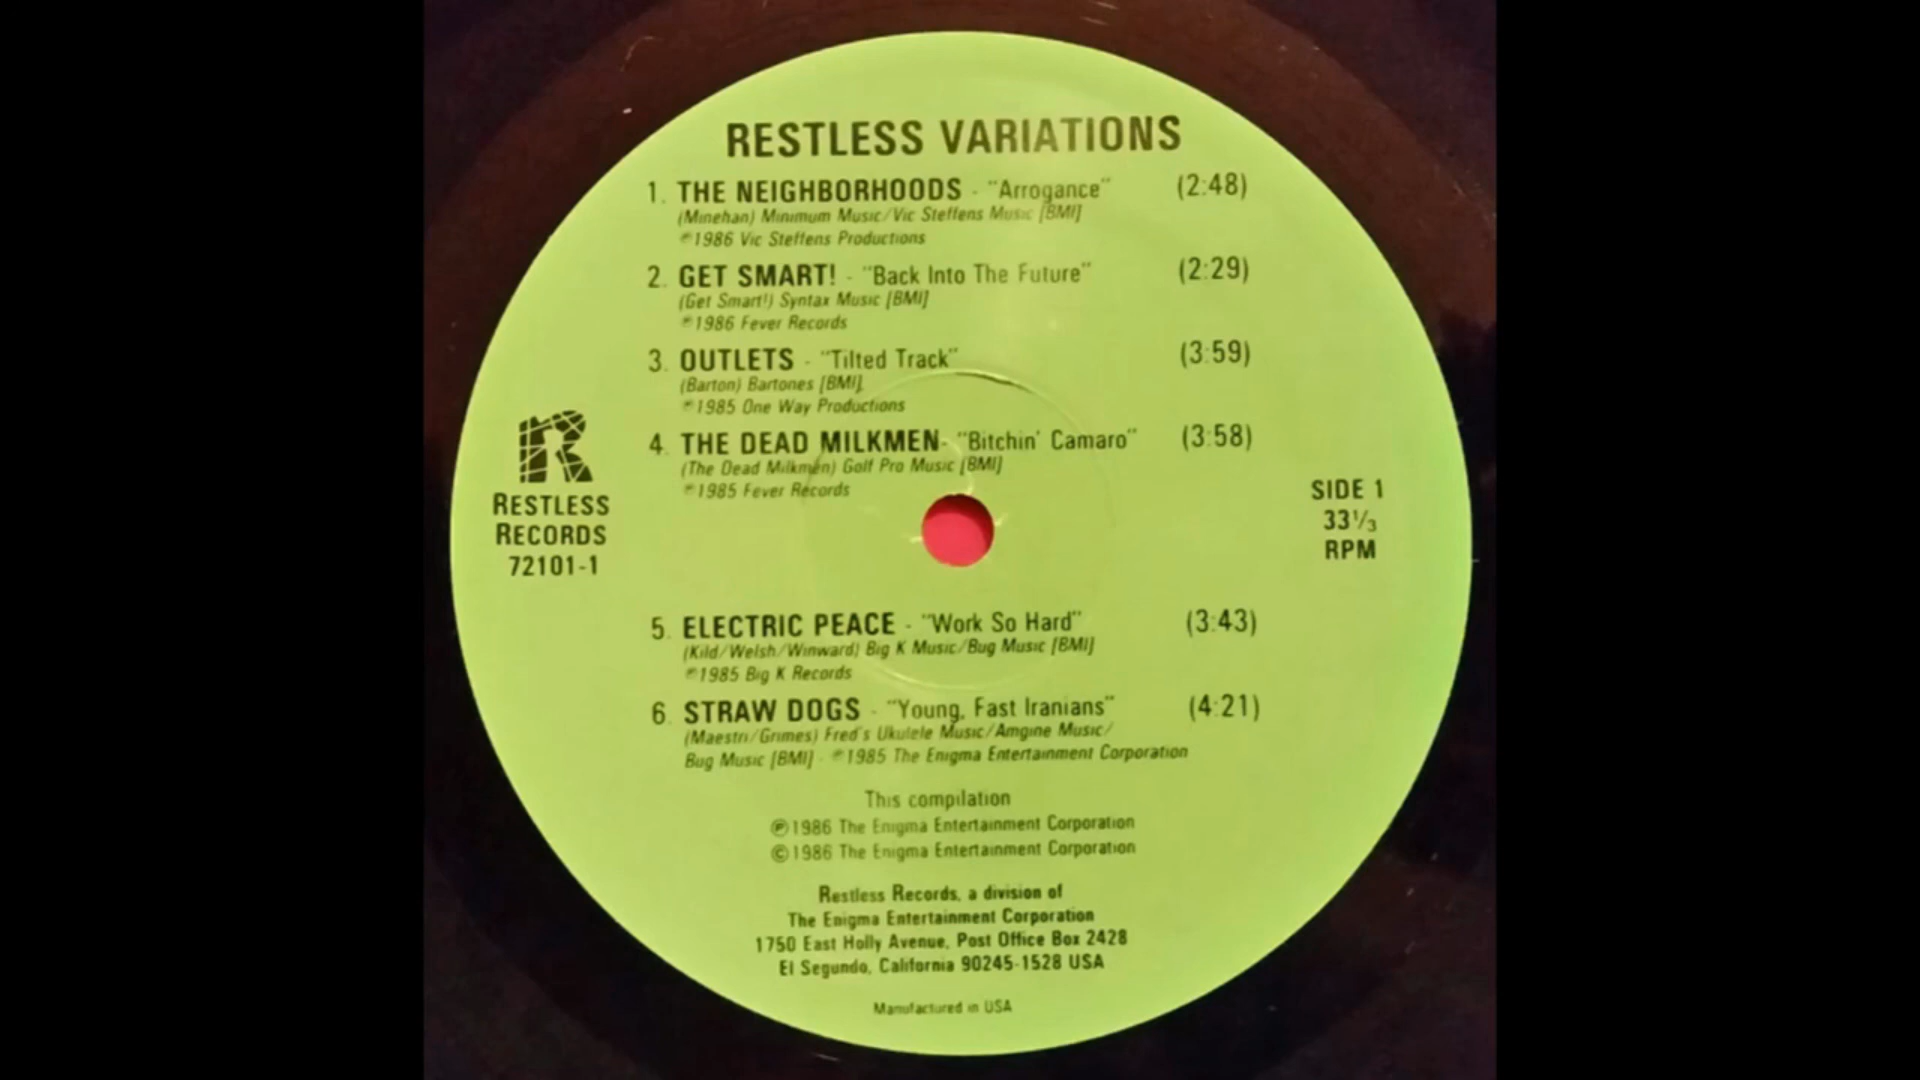 RESTLESS VARIATIONS
1. THE NEIGHBORHOODS - "Arrogance" (2:48)
(Minehan) Minimum Music/Vic Steffens Music [BMI]
℗1986 Vic Steffens Productions
2. GET SMART! - "Back Into The Future" (2:29)
(Get Smart!) Syntax Music [BMI]
℗1986 Fever Records
3. OUTLETS - "Tilted Track" (3:59)
(Barton) Bartones [BMI]
℗1985 One Way Productions
4. THE DEAD MILKMEN- "Bitchin' Camaro" (3:58)
(The Dead Milkmen) Golf Pro Music [BMI]
℗1985 Fever Records
R
RESTLESS
RECORDS
72101-1
SIDE 1
33⅓
RPM
5. ELECTRIC PEACE - "Work So Hard" (3:43)
(Kild/Welsh/Winward) Big K Music/Bug Music [BMI]
℗1985 Big K Records
6. STRAW DOGS - "Young, Fast Iranians" (4:21)
(Maestri/Grimes) Fred's Ukulele Music/Amgine Music/
Bug Music [BMI] - ℗1985 The Enigma Entertainment Corporation
This compilation
℗1986 The Enigma Entertainment Corporation
©1986 The Enigma Entertainment Corporation
Restless Records, a division of
The Enigma Entertainment Corporation
1750 East Holly Avenue, Post Office Box 2428
El Segundo, California 90245-1528 USA
Manufactured in USA